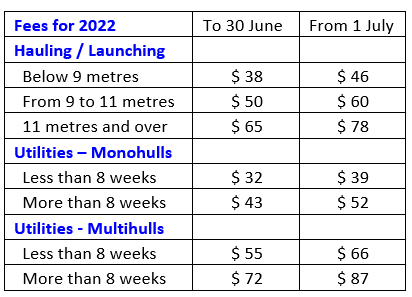 Fees for 2022 To 30 June From 1 July
Hauling / Launching
Below 9 metres $ 38 $ 46
From 9 to 11 metres $ 50 $ 60
11 metres and over $ 65 $ 78
Utilities – Monohulls
Less than 8 weeks $ 32 $ 39
More than 8 weeks $ 43 $ 52
Utilities - Multihulls
Less than 8 weeks $ 55 $ 66
More than 8 weeks $ 72 $ 87